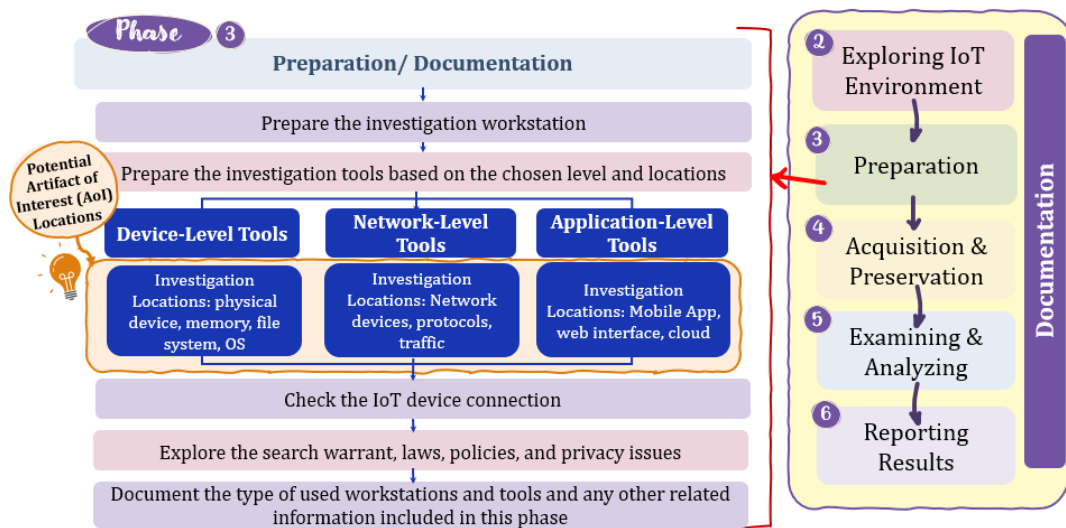 Phase 3
Preparation/ Documentation
Prepare the investigation workstation
Potential
Artifact of
Interest (AoI)
Locations
Prepare the investigation tools based on the chosen level and locations
Device-Level Tools
Network-Level
Tools
Application-Level
Tools
Investigation
Locations: physical
device, memory, file
system, OS
Investigation
Locations: Network
devices, protocols,
traffic
Investigation
Locations: Mobile App,
web interface, cloud
Check the IoT device connection
Explore the search warrant, laws, policies, and privacy issues
Document the type of used workstations and tools and any other related
information included in this phase
2
Exploring IoT
Environment
3
Preparation
4
Acquisition &
Preservation
5
Examining &
Analyzing
6
Reporting
Results
Documentation